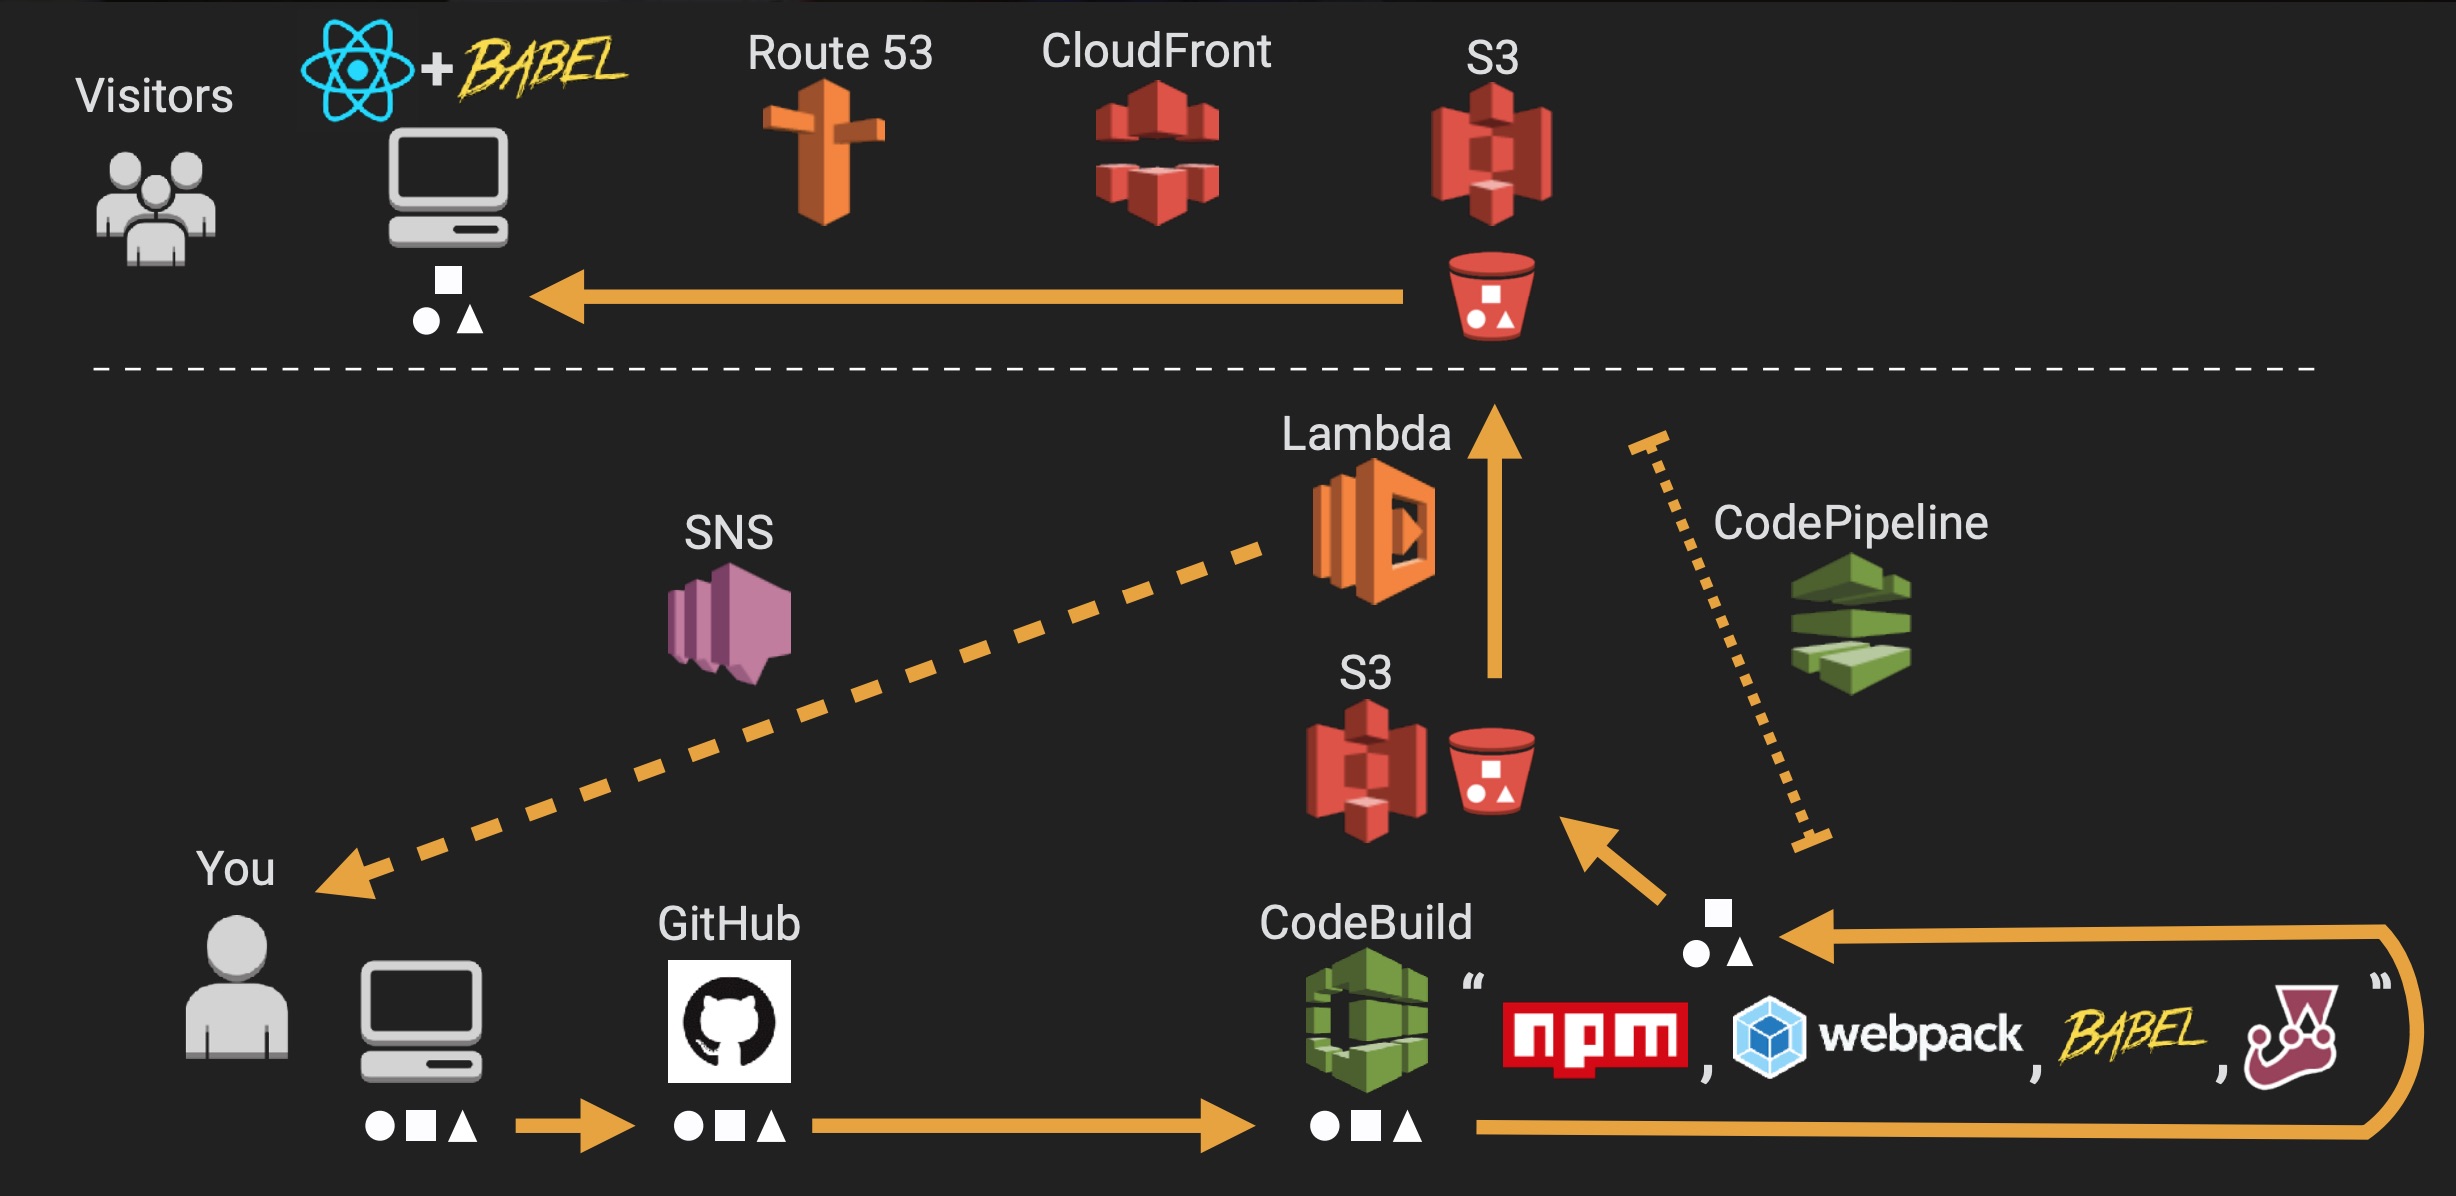 Visitors
+ BABEL
Route 53
CloudFront
S3
Lambda
SNS
CodePipeline
S3
You
GitHub
CodeBuild
“ npm , webpack , BABEL , ”